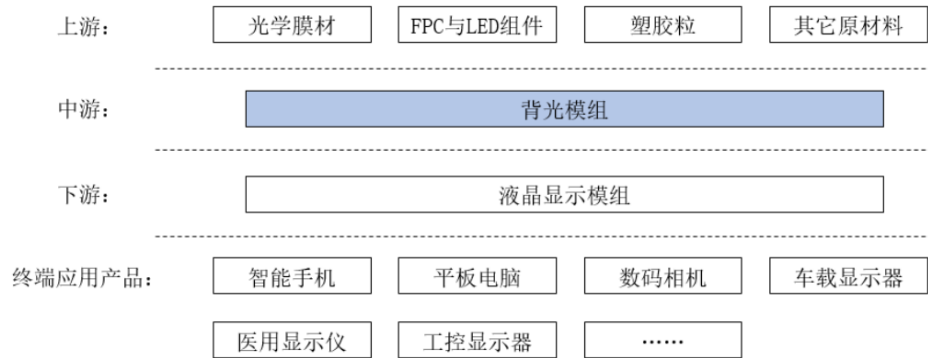 上游： 光学膜材 FPC与LED组件 塑胶粒 其它原材料
中游： 背光模组
下游： 液晶显示模组
终端应用产品： 智能手机 平板电脑 数码相机 车载显示器
医用显示仪 工控显示器 ……